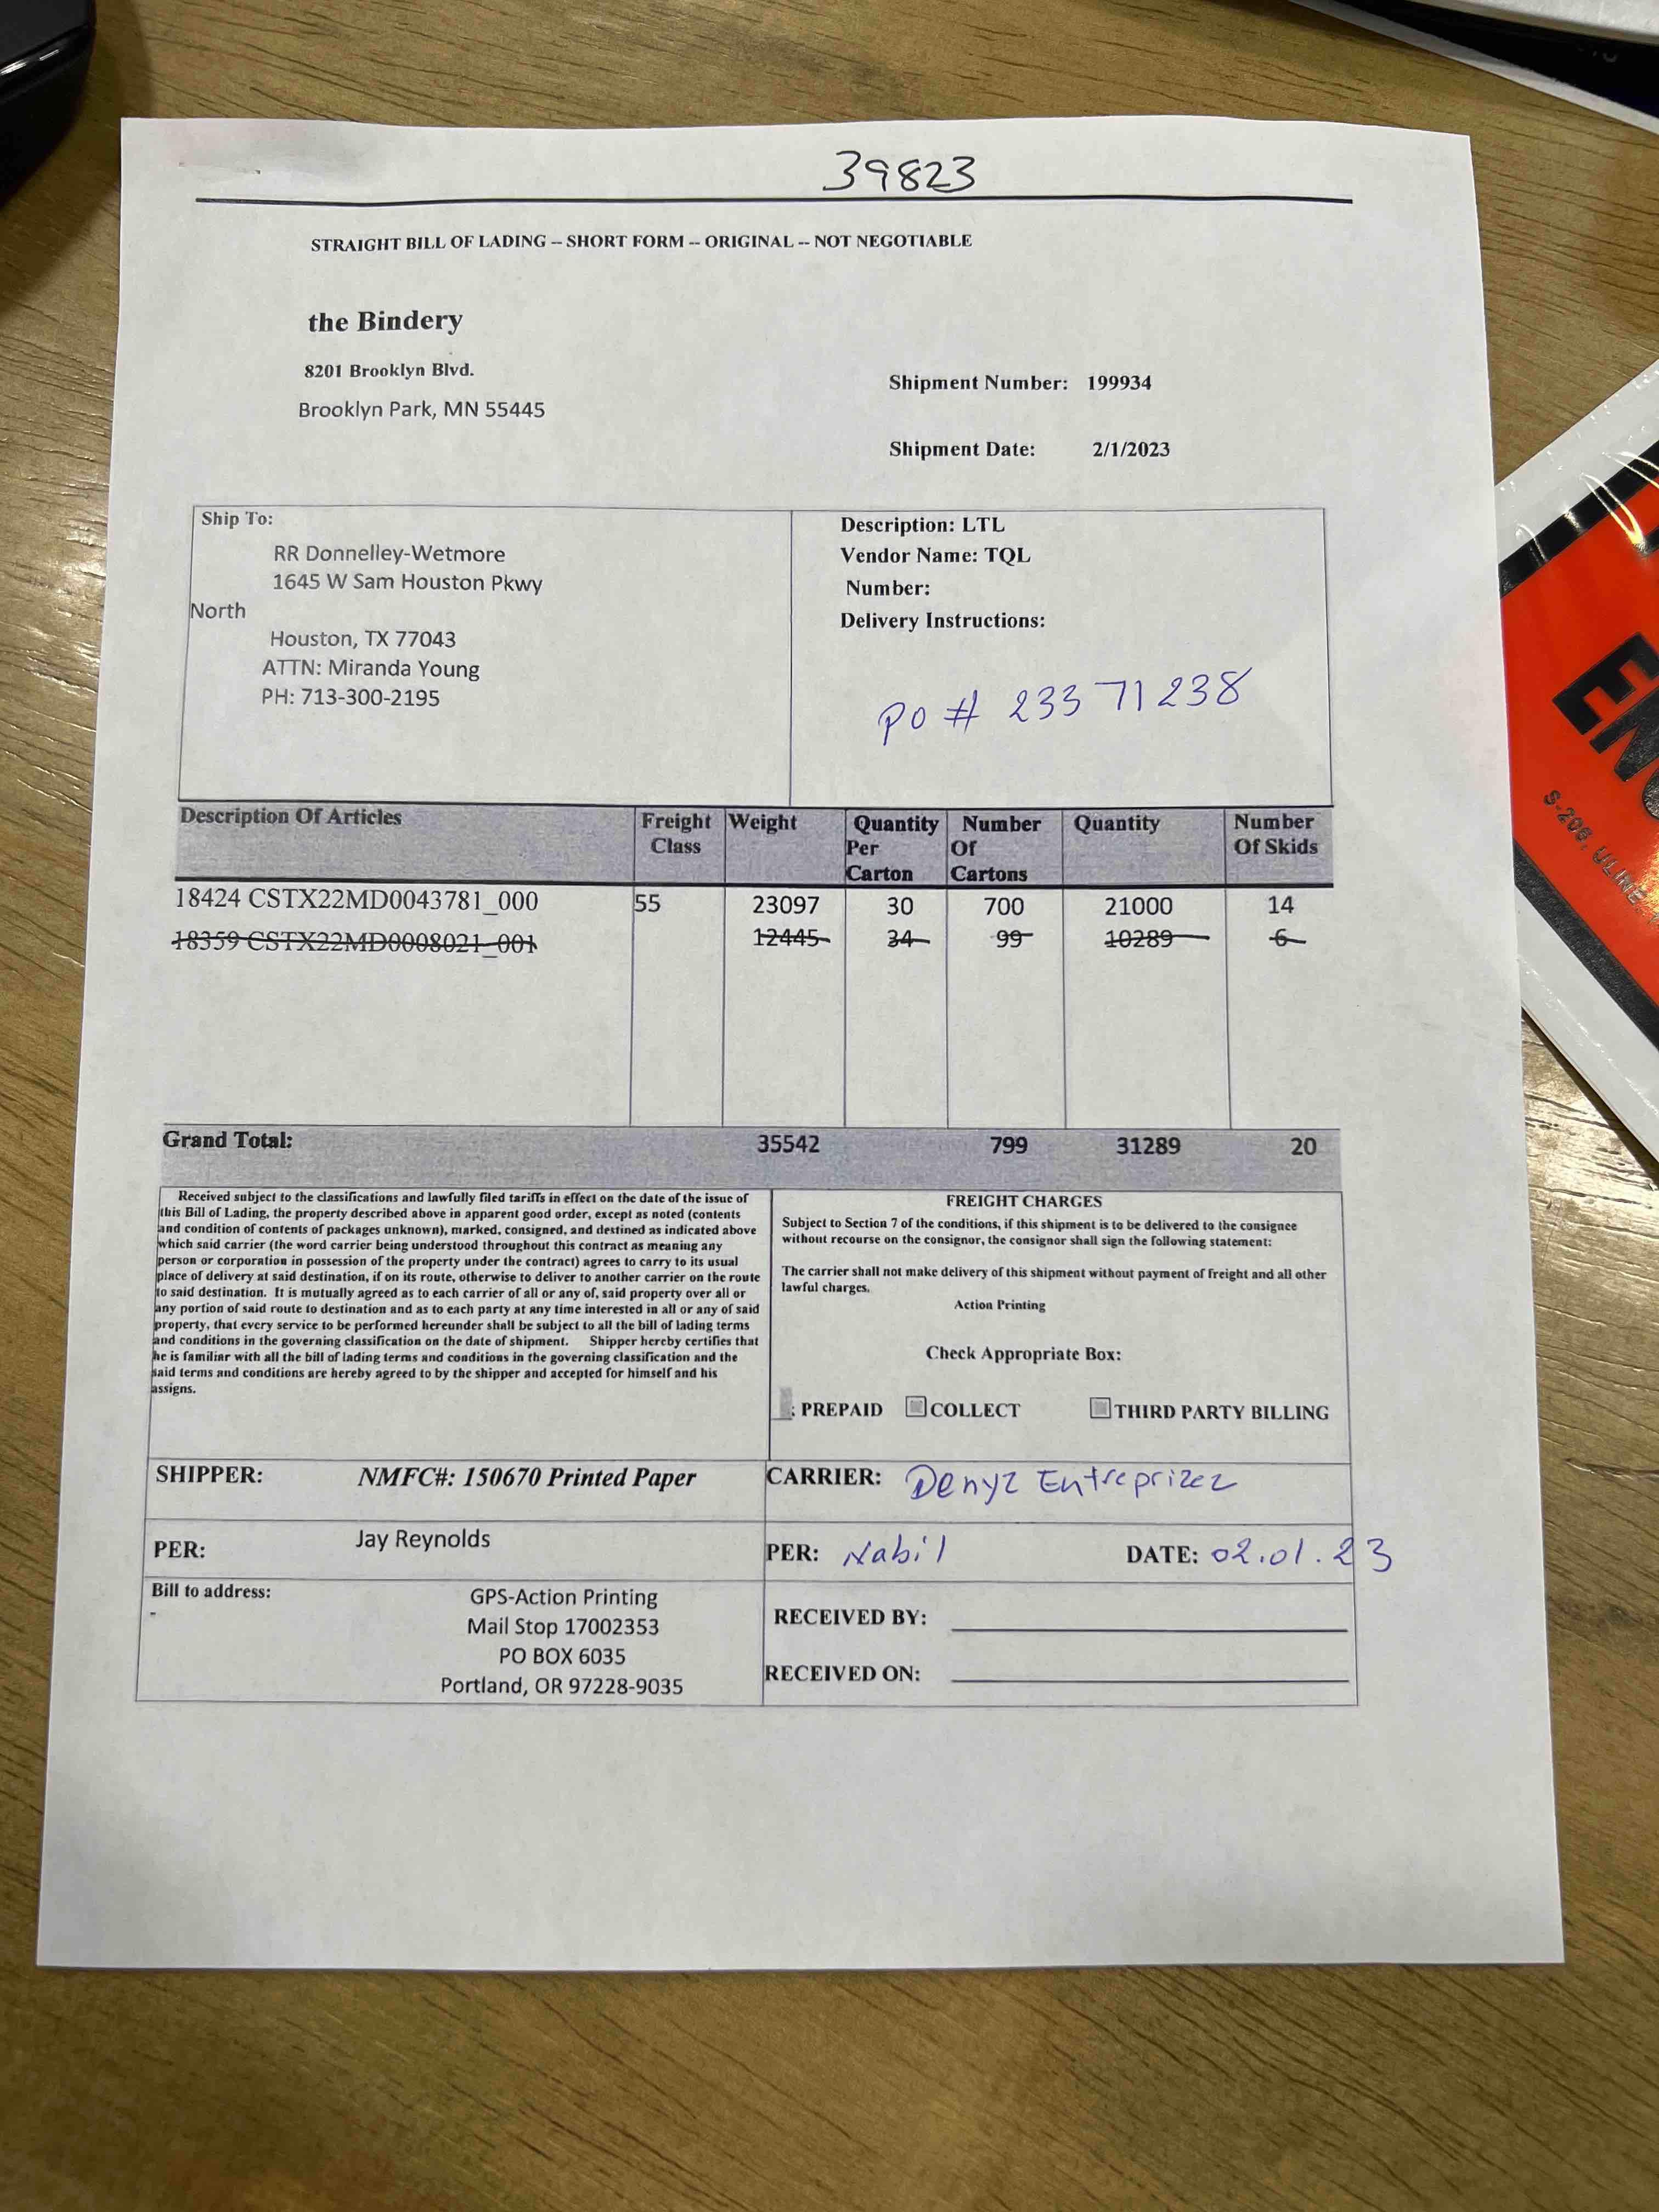 39823
STRAIGHT BILL OF LADING -- SHORT FORM -- ORIGINAL -- NOT NEGOTIABLE
the Bindery
8201 Brooklyn Blvd.
Brooklyn Park, MN 55445
Shipment Number: 199934
Shipment Date: 2/1/2023
Ship To:
RR Donnelley-Wetmore
1645 W Sam Houston Pkwy
North
Houston, TX 77043
ATTN: Miranda Young
PH: 713-300-2195
Description: LTL
Vendor Name: TQL
Number:
Delivery Instructions:
PO # 23371238
Description Of Articles Freight Class Weight Quantity Per Carton Number Of Cartons Quantity Number Of Skids
18424 CSTX22MD0043781_000 55 23097 30 700 21000 14
18359 CSTX22MD0008021_001 12445 34 99 10289 6
Grand Total: 35542 799 31289 20
Received subject to the classifications and lawfully filed tariffs in effect on the date of the issue of
this Bill of Lading, the property described above in apparent good order, except as noted (contents
and condition of contents of packages unknown), marked, consigned, and destined as indicated above
which said carrier (the word carrier being understood throughout this contract as meaning any
person or corporation in possession of the property under the contract) agrees to carry to its usual
place of delivery at said destination, if on its route, otherwise to deliver to another carrier on the route
to said destination. It is mutually agreed as to each carrier of all or any of, said property over all or
any portion of said route to destination and as to each party at any time interested in all or any of said
property, that every service to be performed hereunder shall be subject to all the bill of lading terms
and conditions in the governing classification on the date of shipment. Shipper hereby certifies that
he is familiar with all the bill of lading terms and conditions in the governing classification and the
said terms and conditions are hereby agreed to by the shipper and accepted for himself and his
assigns.
FREIGHT CHARGES
Subject to Section 7 of the conditions, if this shipment is to be delivered to the consignee
without recourse on the consignor, the consignor shall sign the following statement:
The carrier shall not make delivery of this shipment without payment of freight and all other
lawful charges.
Action Printing
Check Appropriate Box:
PREPAID COLLECT THIRD PARTY BILLING
SHIPPER: NMFC#: 150670 Printed Paper
CARRIER: Denyz Entreprizez
PER: Jay Reynolds
PER: Nabil DATE: 02.01.23
Bill to address:
-
GPS-Action Printing
Mail Stop 17002353
PO BOX 6035
Portland, OR 97228-9035
RECEIVED BY:
RECEIVED ON:
S-206, ULINE